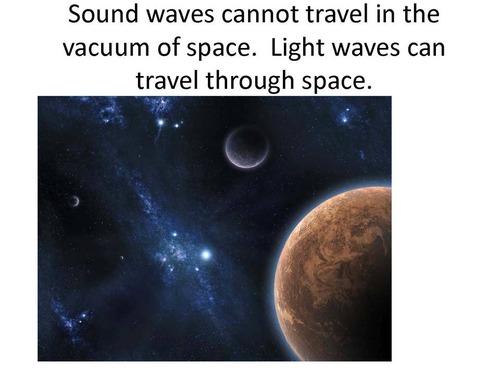 Sound waves cannot travel in the
vacuum of space.  Light waves can
travel through space.